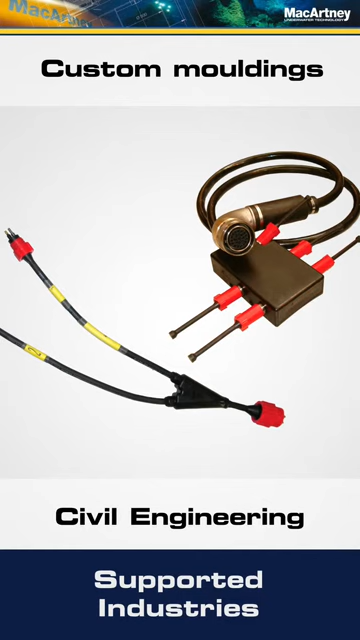 MacArtney
MacArtney
UNDERWATER TECHNOLOGY
Custom mouldings
Civil Engineering
Supported
Industries